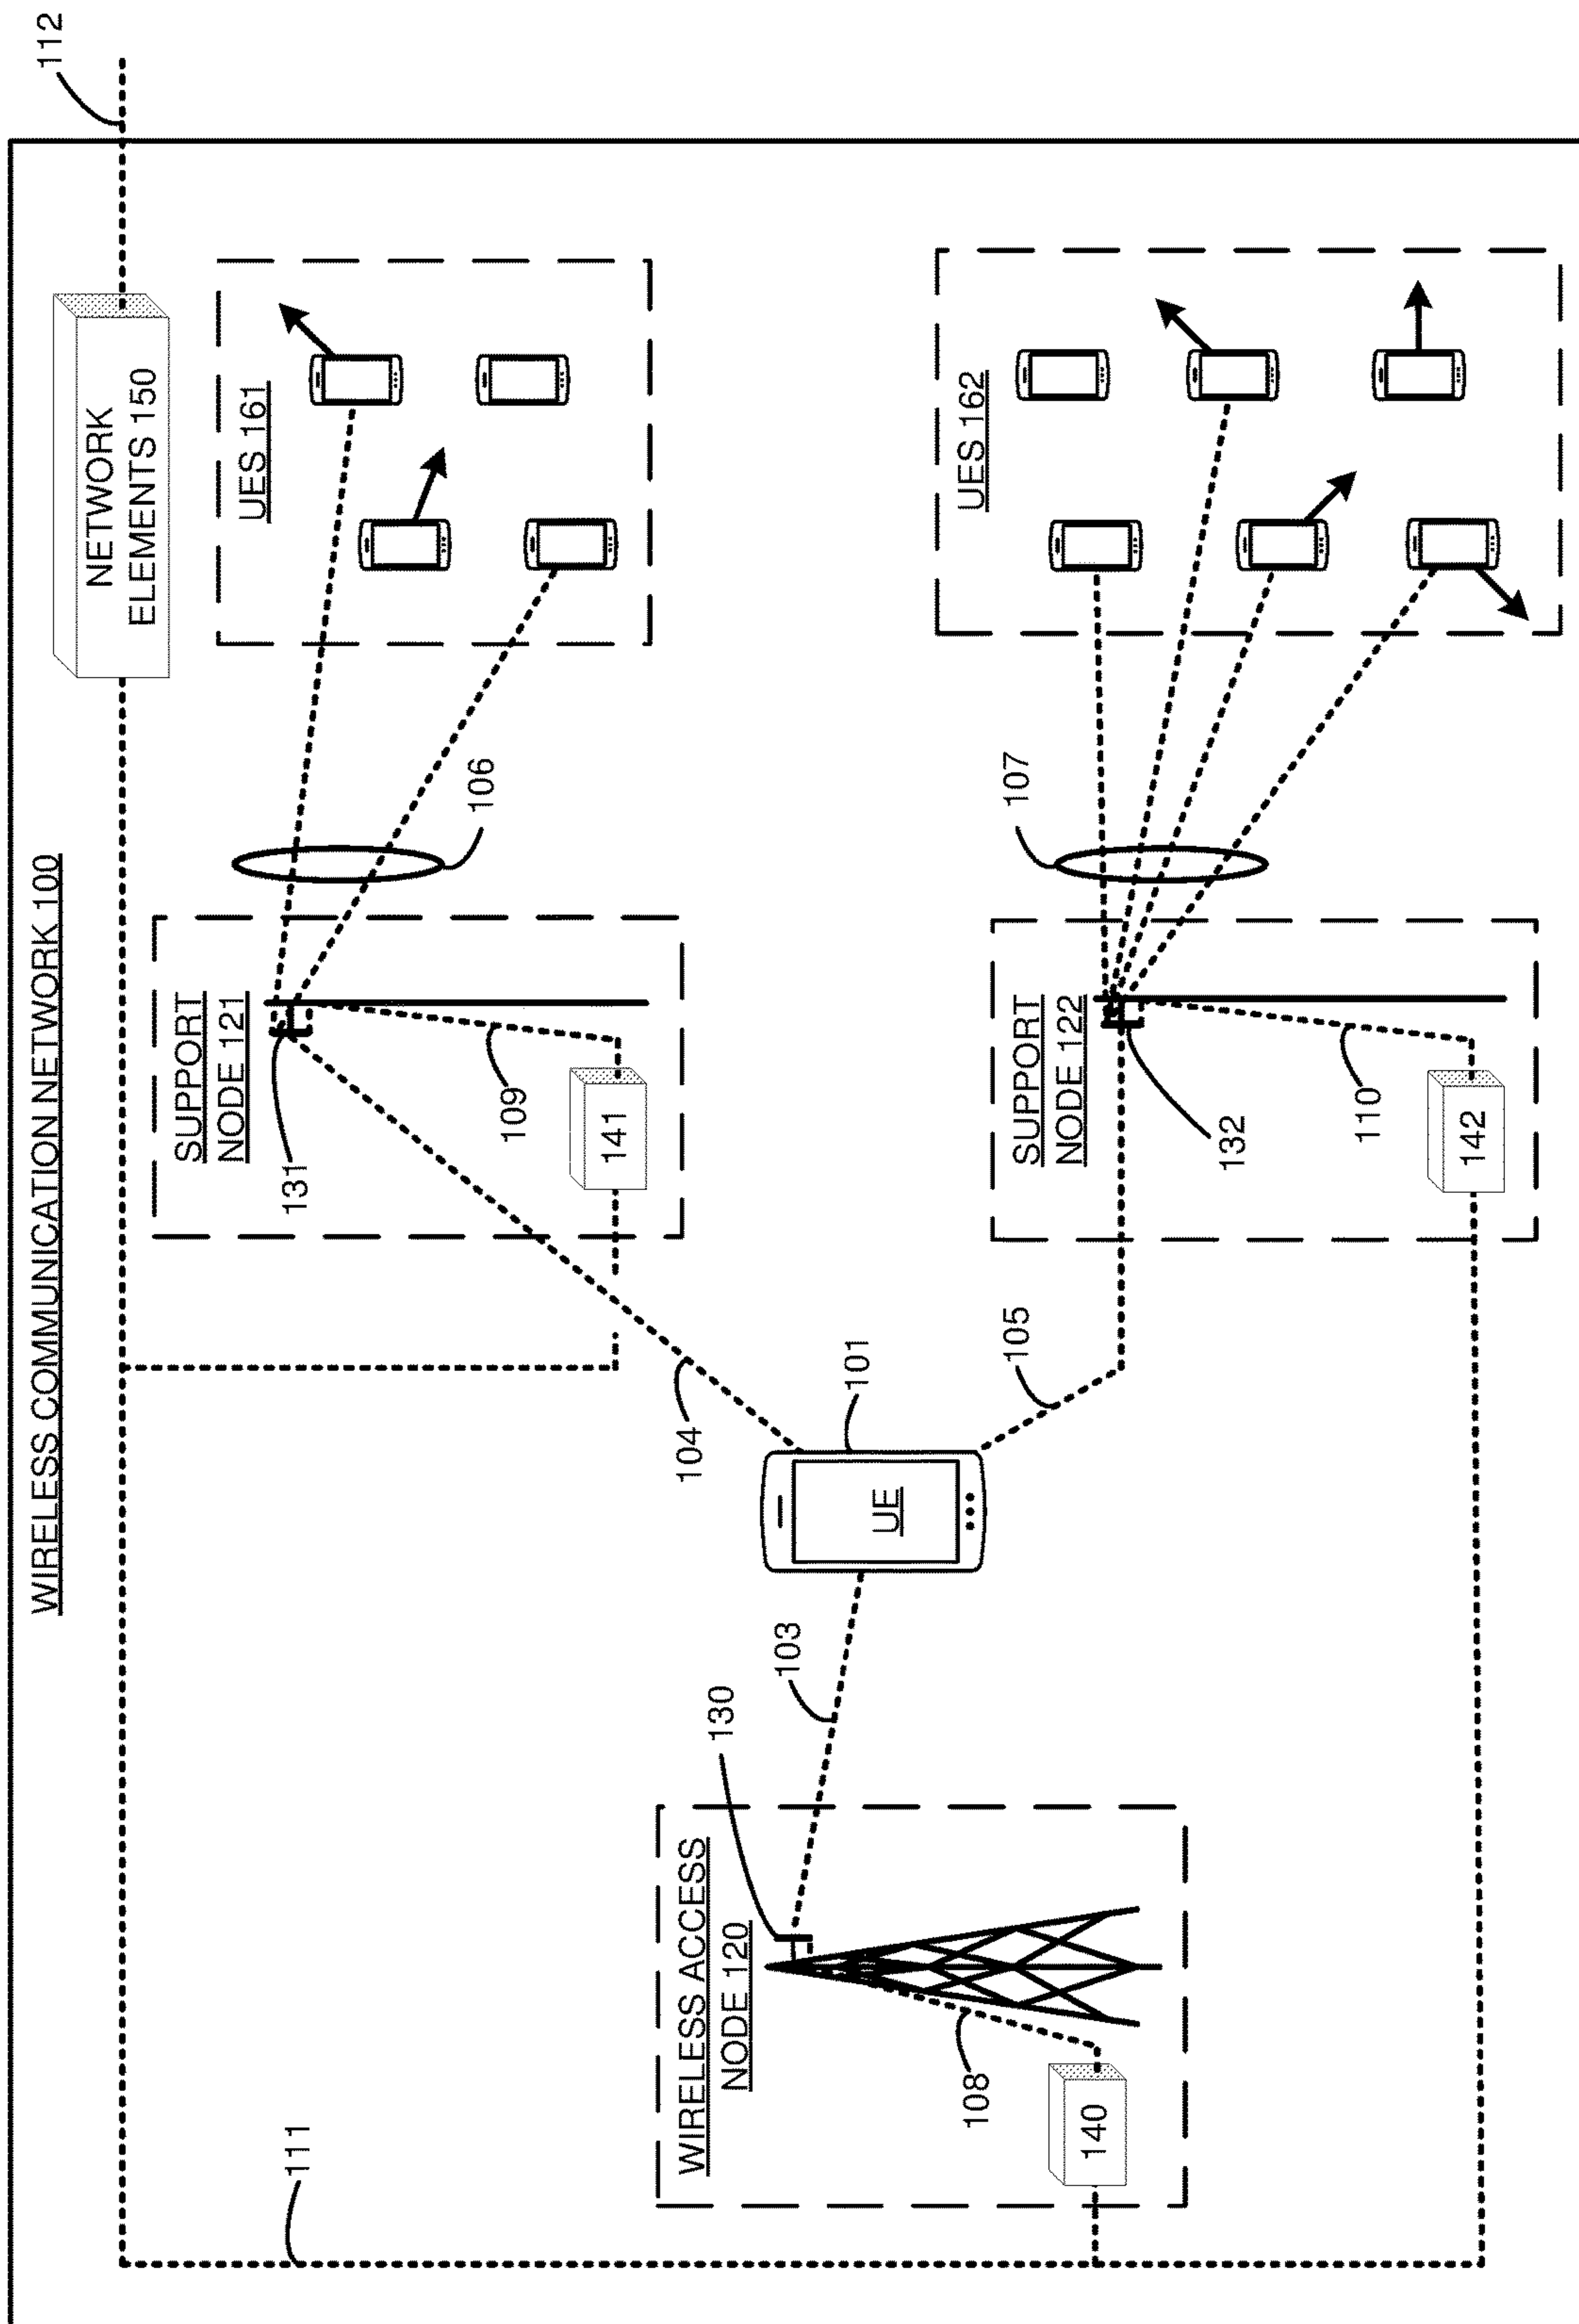 WIRELESS COMMUNICATION NETWORK 100
112
NETWORK
ELEMENTS 150
111
SUPPORT
NODE 121
131
109
141
106
UES 161
WIRELESS ACCESS
NODE 120
130
108
140
103
UE
101
104
105
SUPPORT
NODE 122
132
110
142
107
UES 162